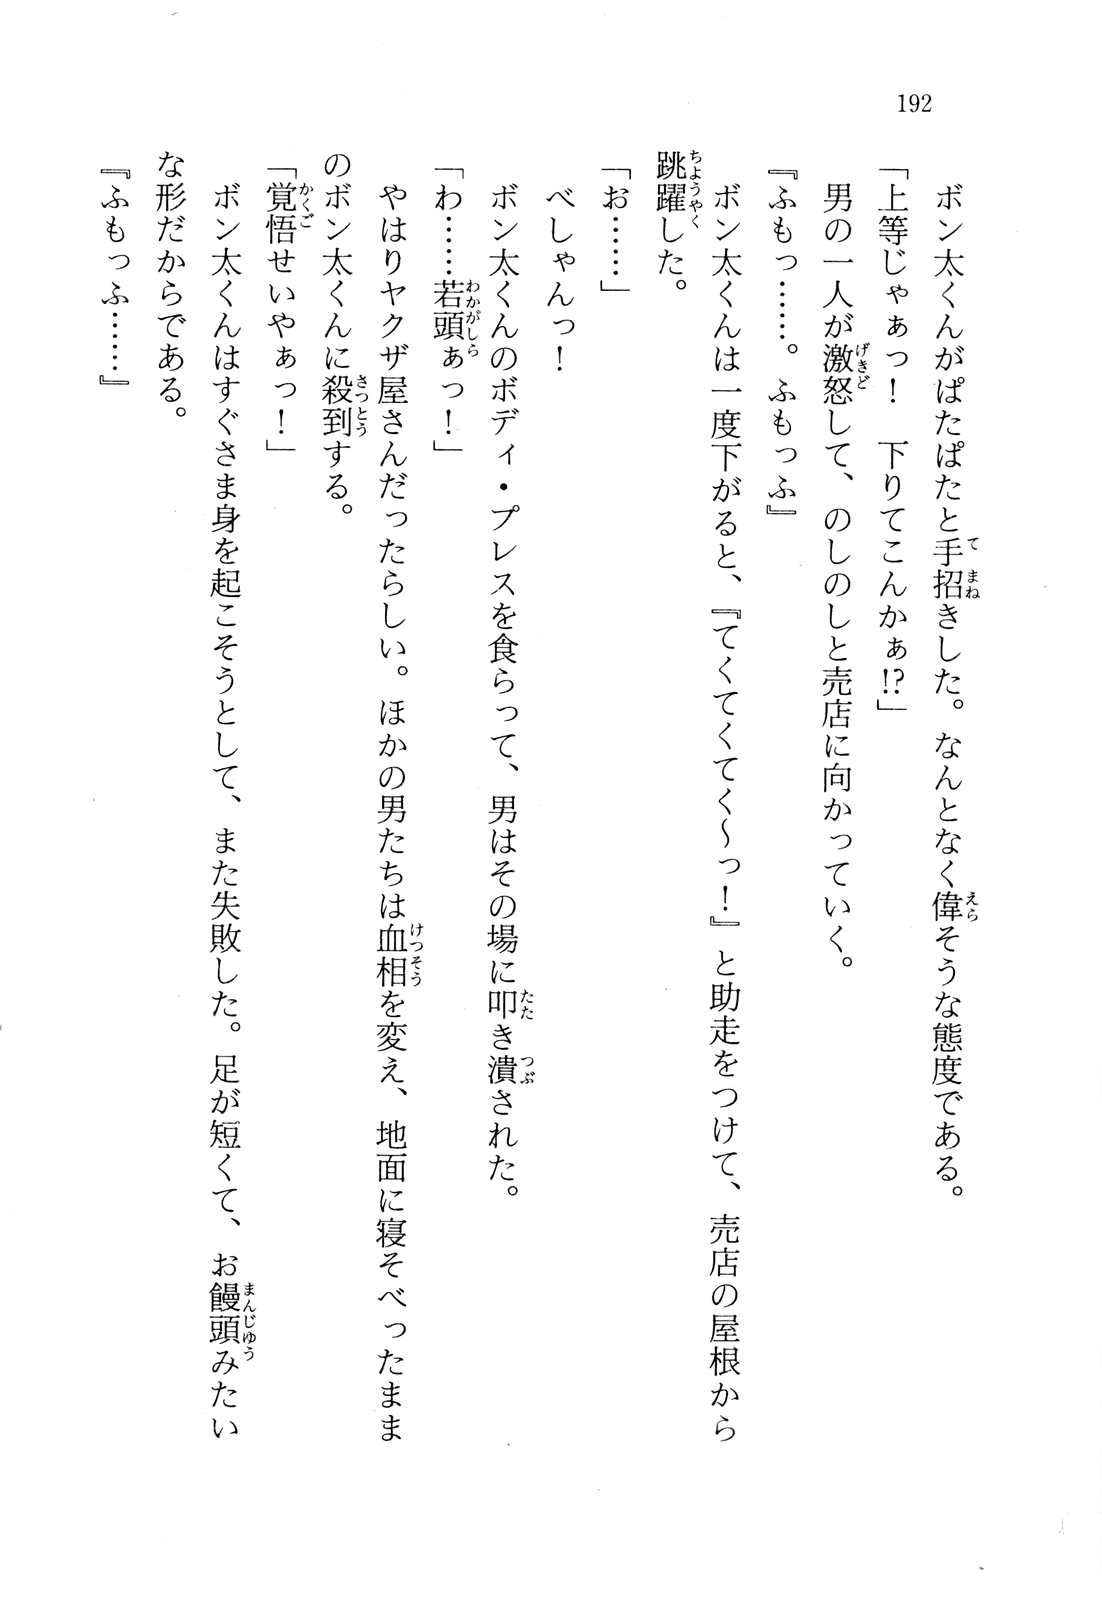 192
ボン太くんがぱたぱたと手招きした。なんとなく偉そうな態度である。
「上等じゃぁっ！　下りてこんかぁ!?」
男の一人が激怒して、のしのしと売店に向かっていく。
『ふもっ……。ふもっふ』
ボン太くんは一度下がると、『てくてくてく〜っ！』と助走をつけて、売店の屋根から
跳躍した。
「お……」
べしゃんっ！
ボン太くんのボディ・プレスを食らって、男はその場に叩き潰された。
「わ……若頭ぁっ！」
やはりヤクザ屋さんだったらしい。ほかの男たちは血相を変え、地面に寝そべったまま
のボン太くんに殺到する。
「覚悟せいやぁっ！」
ボン太くんはすぐさま身を起こそうとして、また失敗した。足が短くて、お饅頭みたい
な形だからである。
『ふもっふ……』